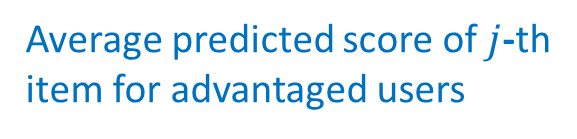 Average predicted score of j-th
item for advantaged users